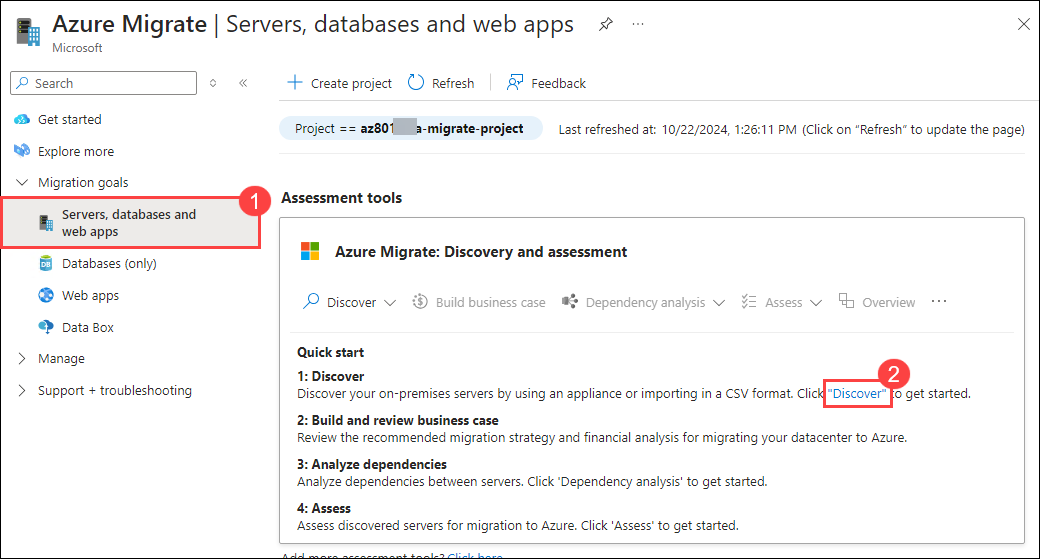 Azure Migrate | Servers, databases and web apps
Microsoft
Search
Create project
Refresh
Feedback
Get started
Project == az801 a-migrate-project
Last refreshed at: 10/22/2024, 1:26:11 PM (Click on "Refresh" to update the page)
Explore more
Migration goals
1
Servers, databases and
web apps
Databases (only)
Web apps
Data Box
Manage
Support + troubleshooting
Assessment tools
Azure Migrate: Discovery and assessment
Discover
Build business case
Dependency analysis
Assess
Overview
Quick start
1: Discover
2
Discover your on-premises servers by using an appliance or importing in a CSV format. Click "Discover" to get started.
2: Build and review business case
Review the recommended migration strategy and financial analysis for migrating your datacenter to Azure.
3: Analyze dependencies
Analyze dependencies between servers. Click 'Dependency analysis' to get started.
4: Assess
Assess discovered servers for migration to Azure. Click 'Assess' to get started.
Add more assessment tools? Click here.